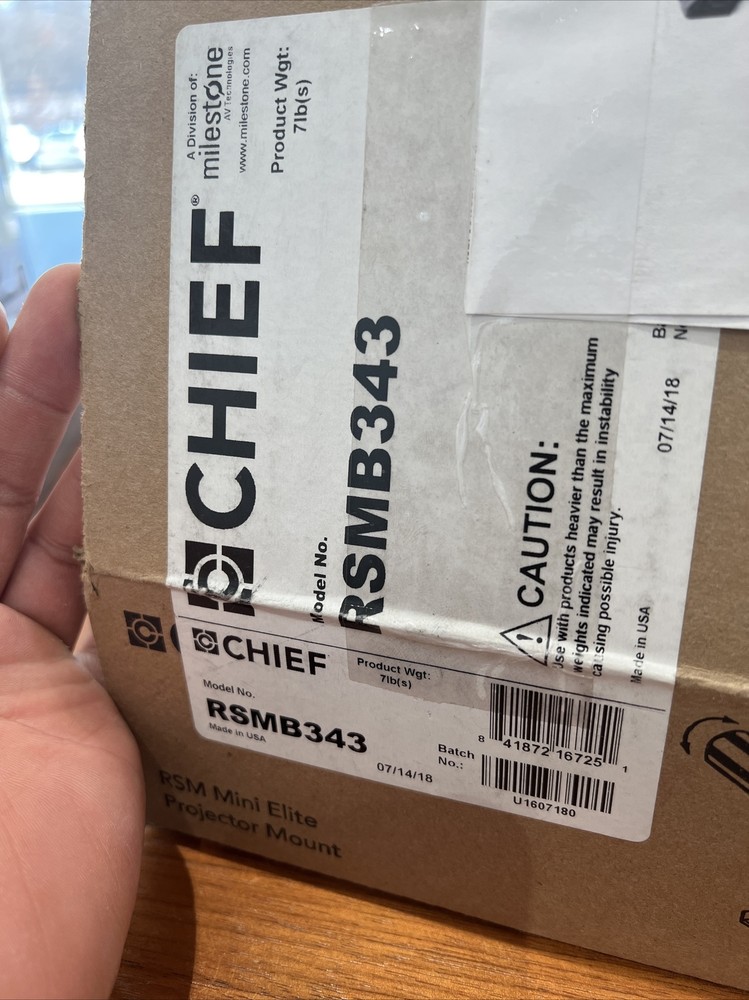 A Division of:
milestone
AV Technologies
www.milestone.com
Product Wgt:
7lb(s)
CHIEF®
Model No.
RSMB343
CAUTION:
Use with products heavier than the maximum
weights indicated may result in instability
causing possible injury.
Made in USA
07/14/18
CHIEF
Product Wgt:
7lb(s)
Model No.
RSMB343
Made in USA
07/14/18
Batch
No.:
8 41872 16725 1
U1607180
RSM Mini Elite
Projector Mount